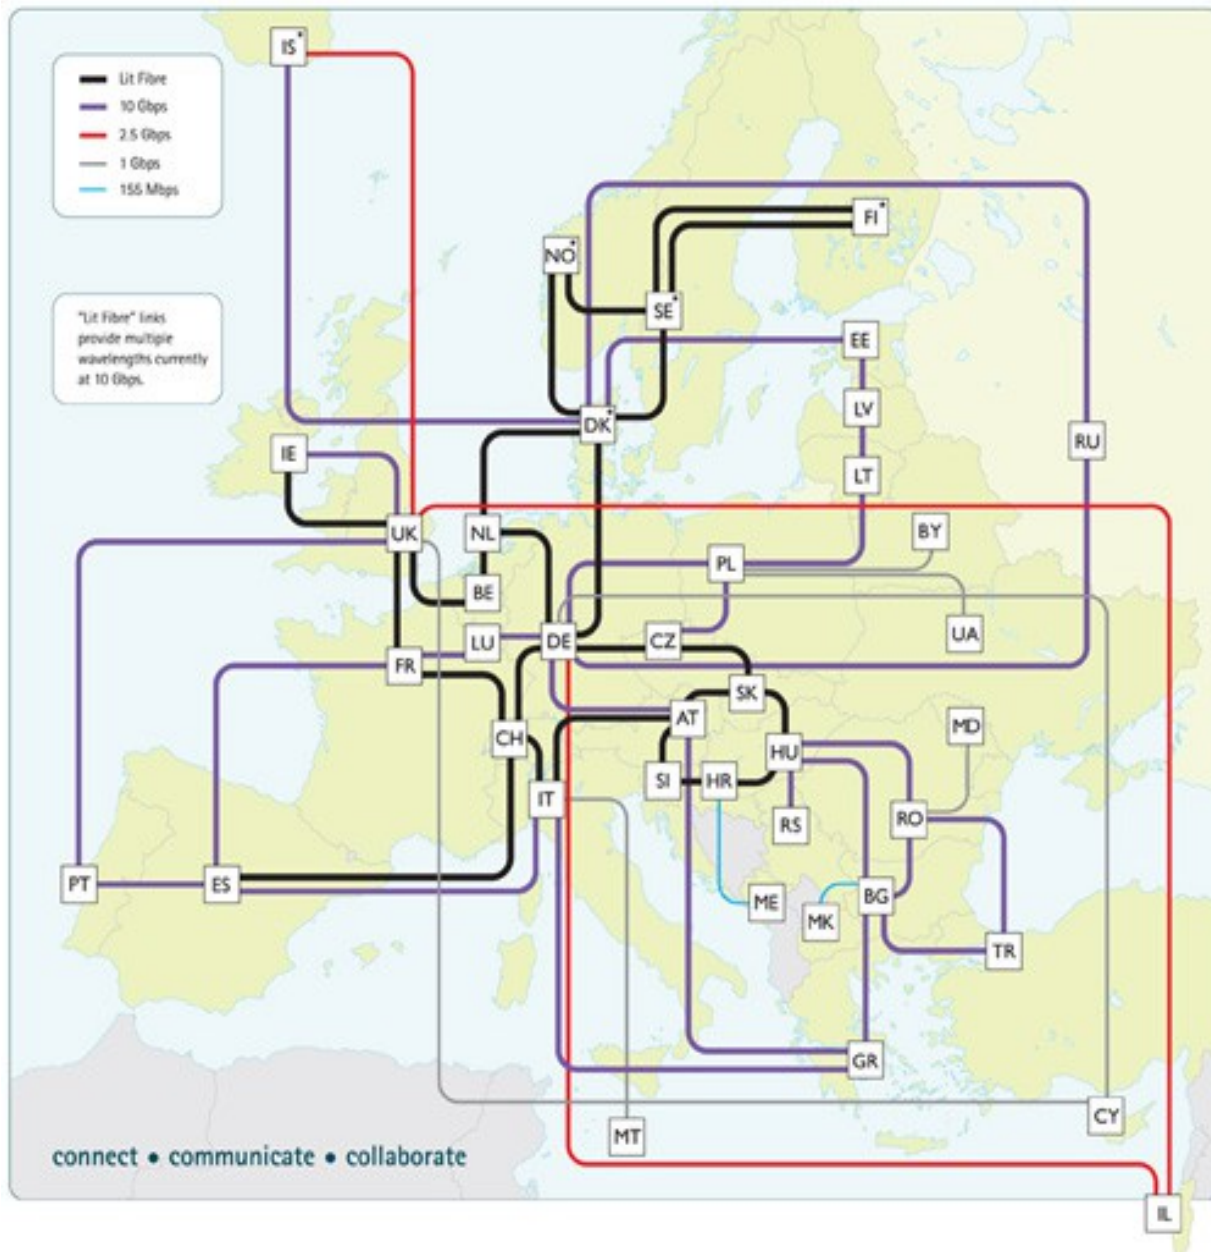 IS*
Lit Fibre
10 Gbps
2.5 Gbps
1 Gbps
155 Mbps
FI*
NO*
SE*
"Lit Fibre" links
provide multiple
wavelengths currently
at 10 Gbps.
EE
LV
DK*
RU
IE
LT
UK
NL
BY
PL
BE
UA
LU
DE
CZ
FR
SK
AT
MD
CH
HU
SI
HR
IT
RS
RO
PT
ES
BG
ME
MK
TR
GR
CY
MT
connect • communicate • collaborate
IL